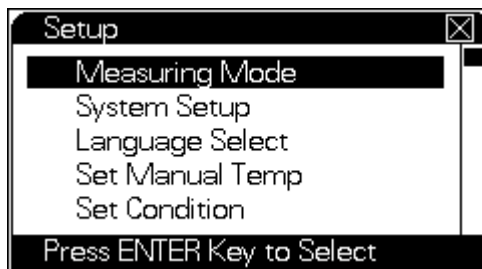 Setup
Measuring Mode
System Setup
Language Select
Set Manual Temp
Set Condition
Press ENTER Key to Select